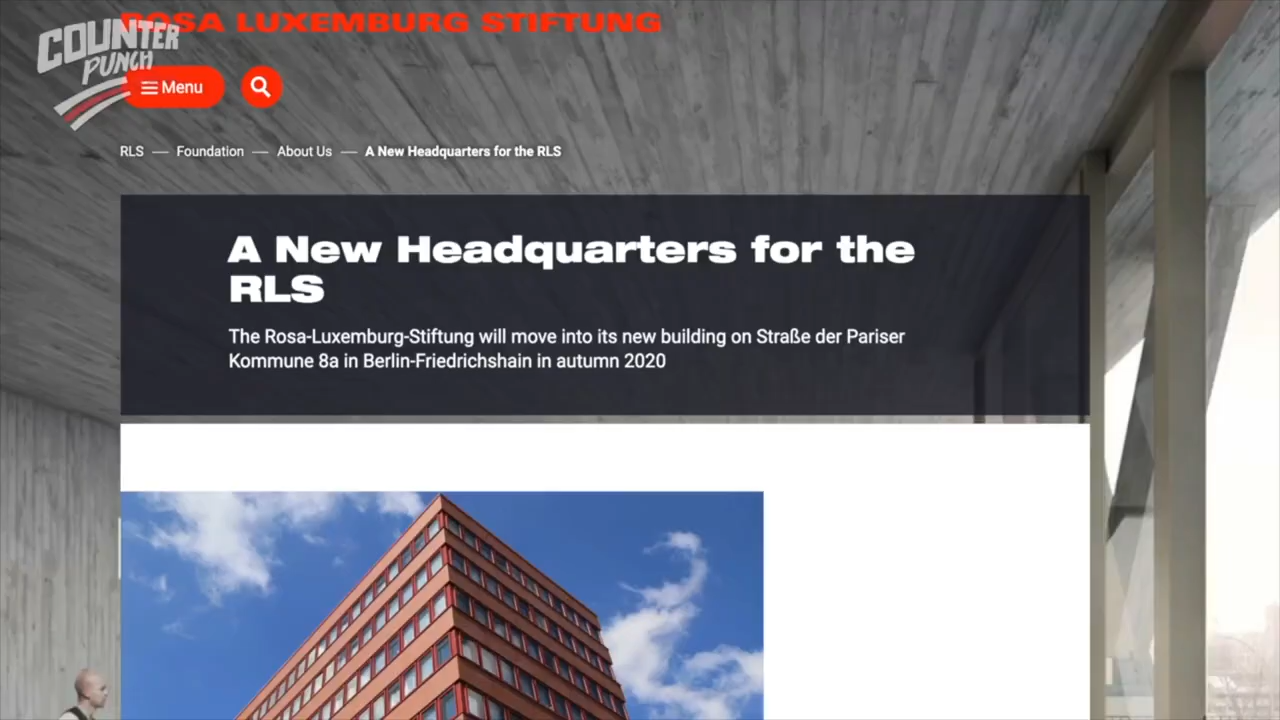 ROSA LUXEMBURG STIFTUNG
COUNTER
PUNCH
Menu
RLS — Foundation — About Us — A New Headquarters for the RLS
A New Headquarters for the
RLS
The Rosa-Luxemburg-Stiftung will move into its new building on Straße der Pariser
Kommune 8a in Berlin-Friedrichshain in autumn 2020